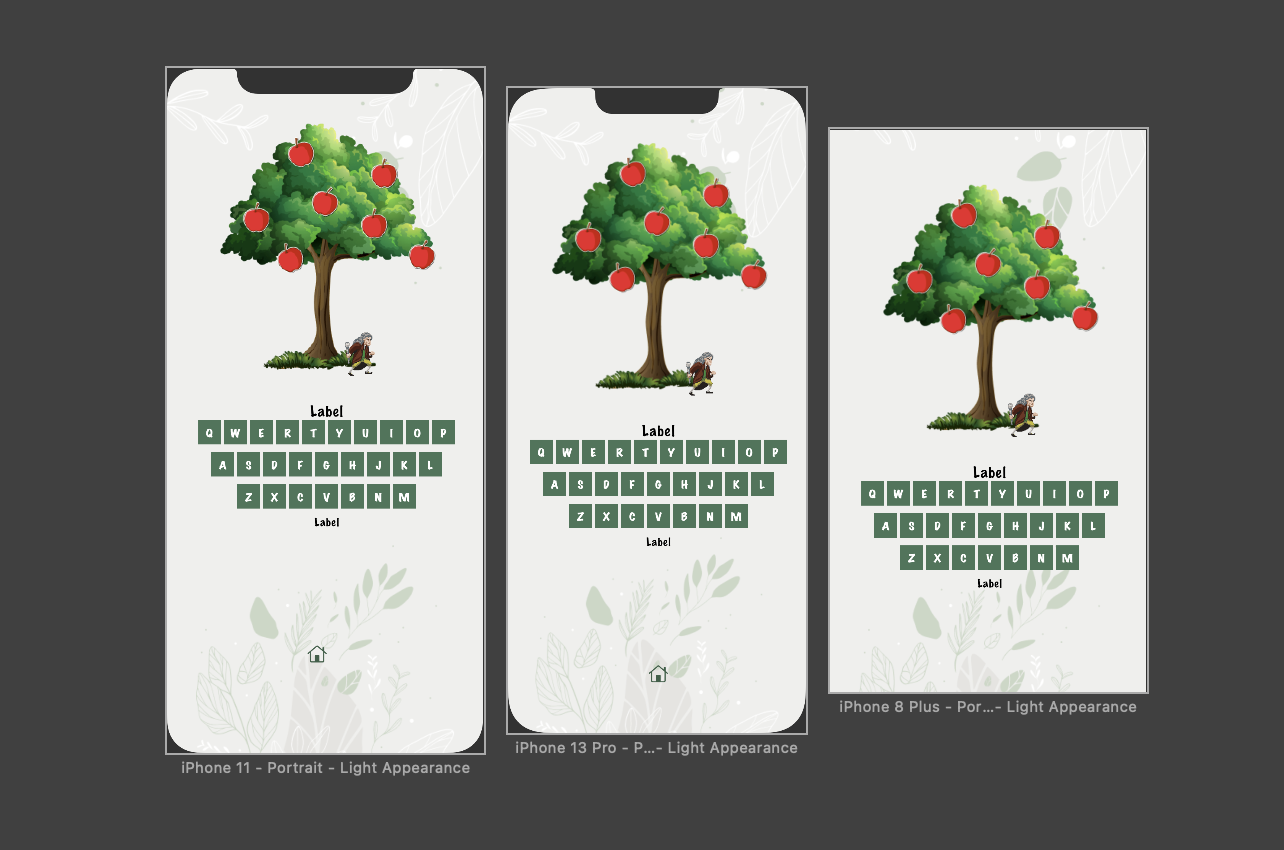 Label
Q W E R T Y U I O P
A S D F G H J K L
Z X C V B N M
Label
iPhone 11 - Portrait - Light Appearance
Label
Q W E R T Y U I O P
A S D F G H J K L
Z X C V B N M
Label
iPhone 13 Pro - P...- Light Appearance
Label
Q W E R T Y U I O P
A S D F G H J K L
Z X C V B N M
Label
iPhone 8 Plus - Por...- Light Appearance